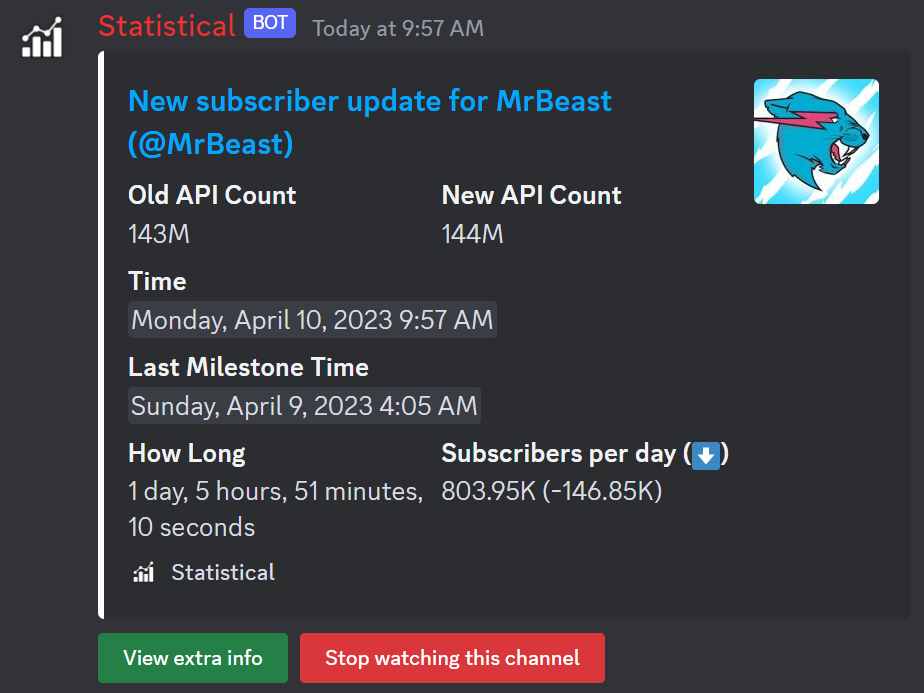 Statistical BOT Today at 9:57 AM
New subscriber update for MrBeast
(@MrBeast)
Old API Count New API Count
143M 144M
Time
Monday, April 10, 2023 9:57 AM
Last Milestone Time
Sunday, April 9, 2023 4:05 AM
How Long Subscribers per day (⬇️)
1 day, 5 hours, 51 minutes, 803.95K (-146.85K)
10 seconds
Statistical
View extra info Stop watching this channel